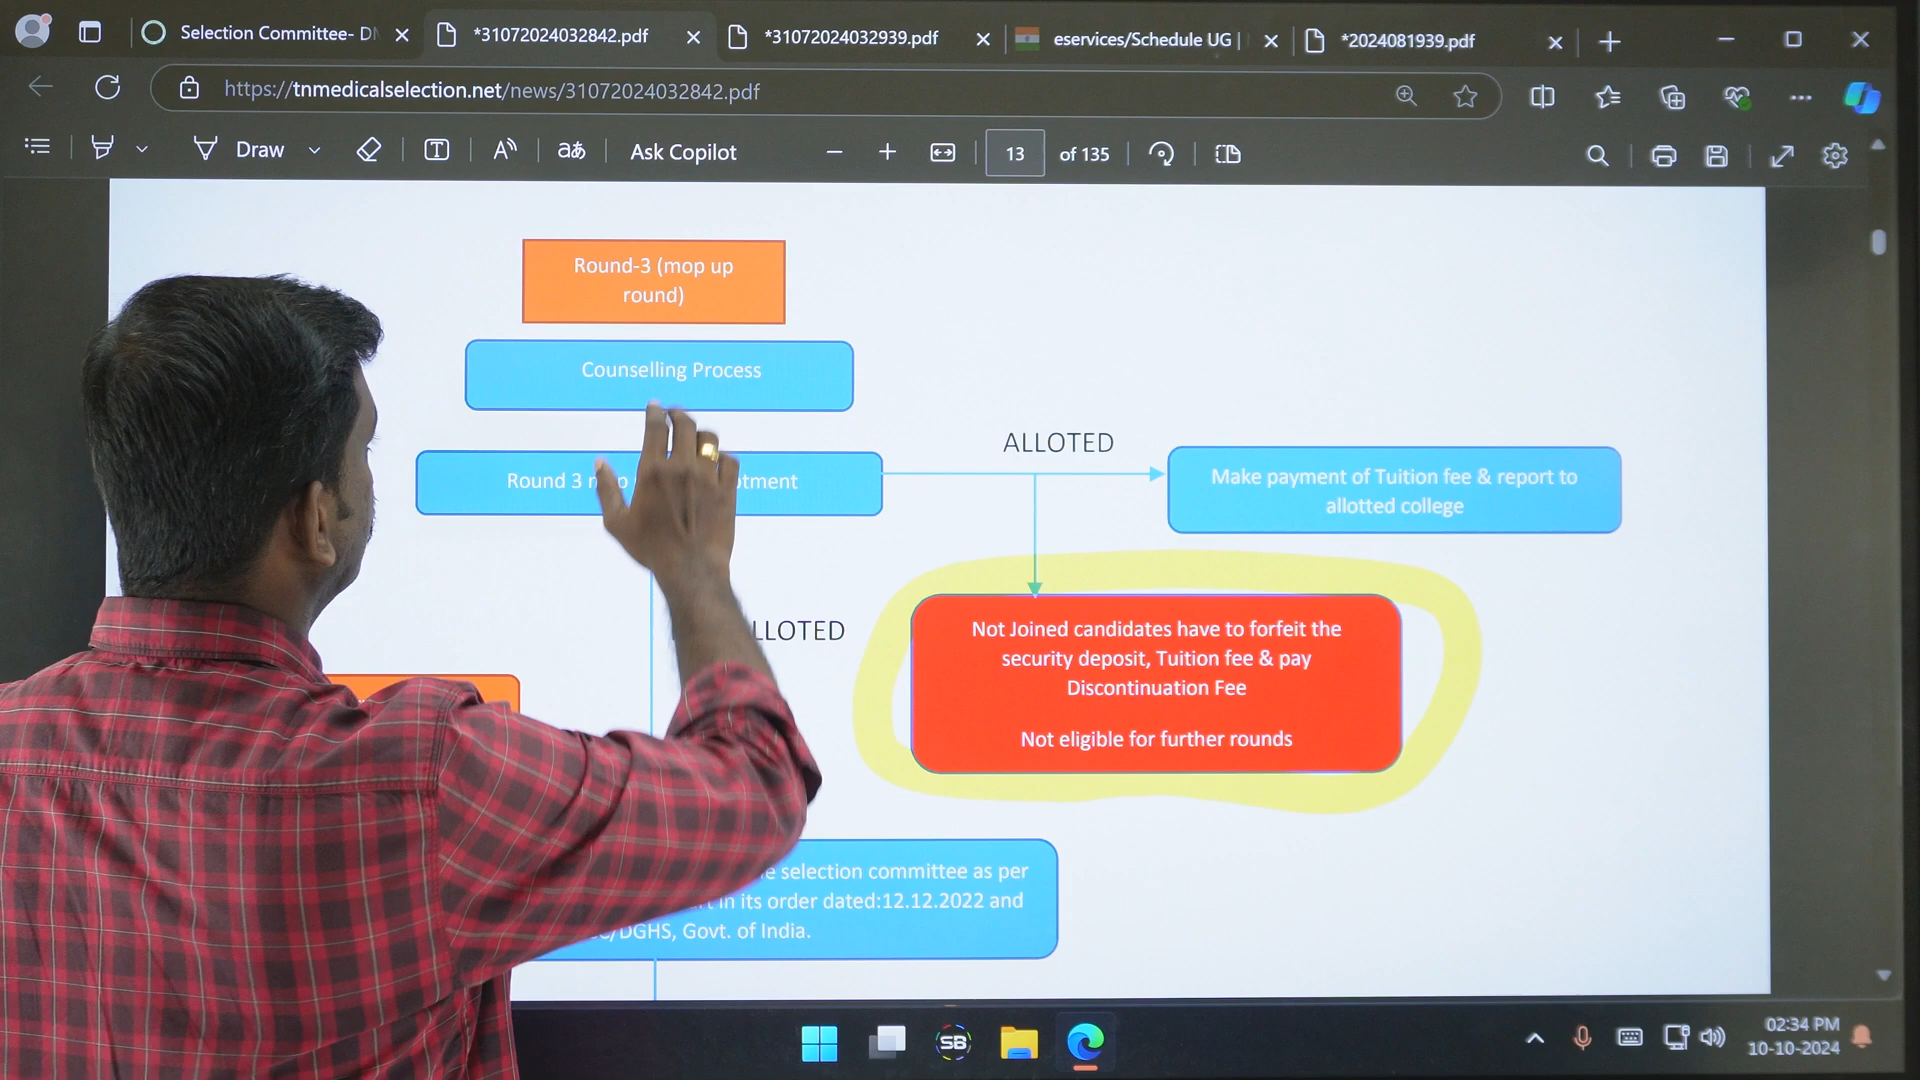 Selection Committee- D
*31072024032842.pdf
*31072024032939.pdf
eservices/Schedule UG |
*2024081939.pdf
https://tnmedicalselection.net/news/31072024032842.pdf
Draw
aあ
Ask Copilot
13 of 135
Round-3 (mop up
round)
Counselling Process
ALLOTED
Round 3
Make payment of Tuition fee & report to
allotted college
LLOTED
Not Joined candidates have to forfeit the
security deposit, Tuition fee & pay
Discontinuation Fee
Not eligible for further rounds
selection committee as per
in its order dated:12.12.2022 and
/DGHS, Govt. of India.
SB
02:34 PM
10-10-2024